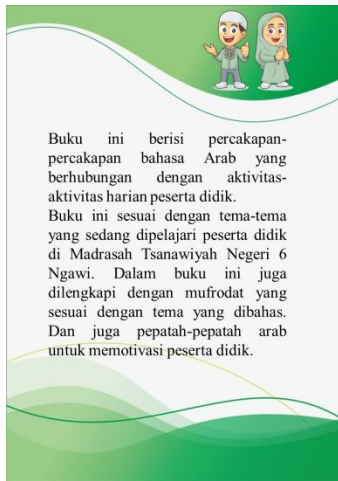 Buku ini berisi percakapan-
percakapan bahasa Arab yang
berhubungan dengan aktivitas-
aktivitas harian peserta didik.
Buku ini sesuai dengan tema-tema
yang sedang dipelajari peserta didik
di Madrasah Tsanawiyah Negeri 6
Ngawi. Dalam buku ini juga
dilengkapi dengan mufrodat yang
sesuai dengan tema yang dibahas.
Dan juga pepatah-pepatah arab
untuk memotivasi peserta didik.